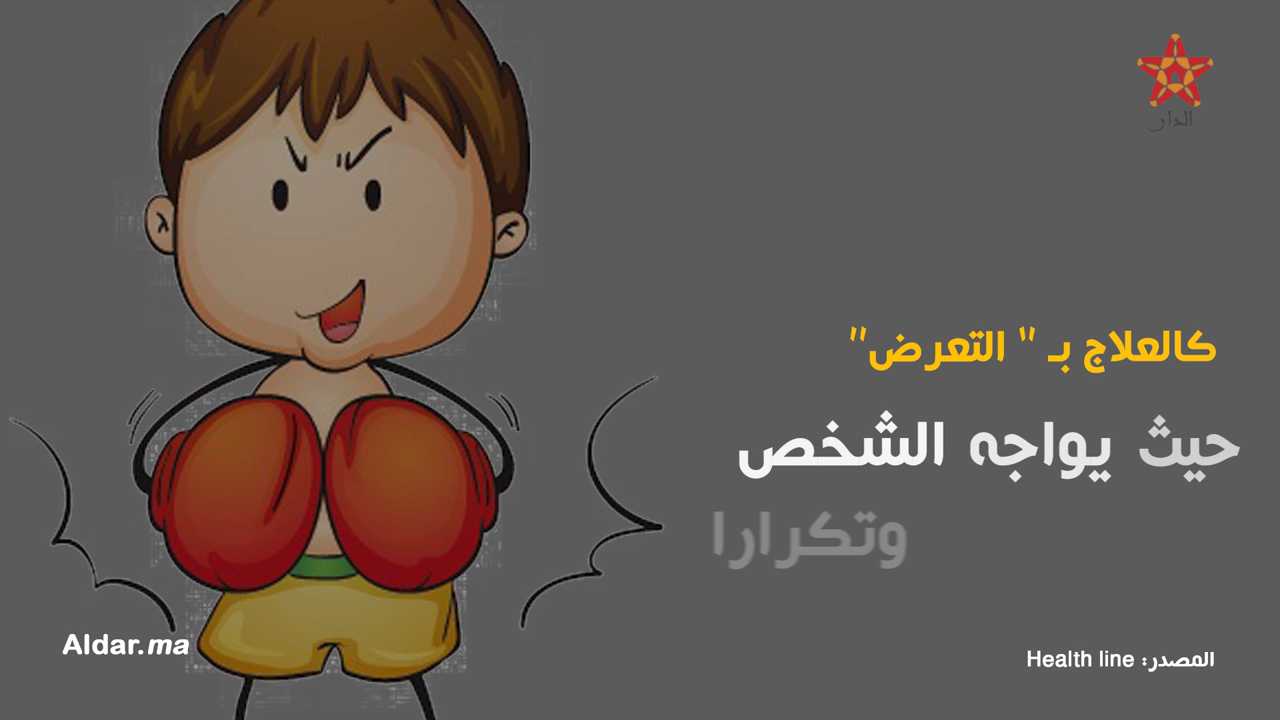 الدار
كالعلاج بـ " التعرض"
حيث يواجه الشخص
وتكرارا
Aldar.ma
المصدر: Health line